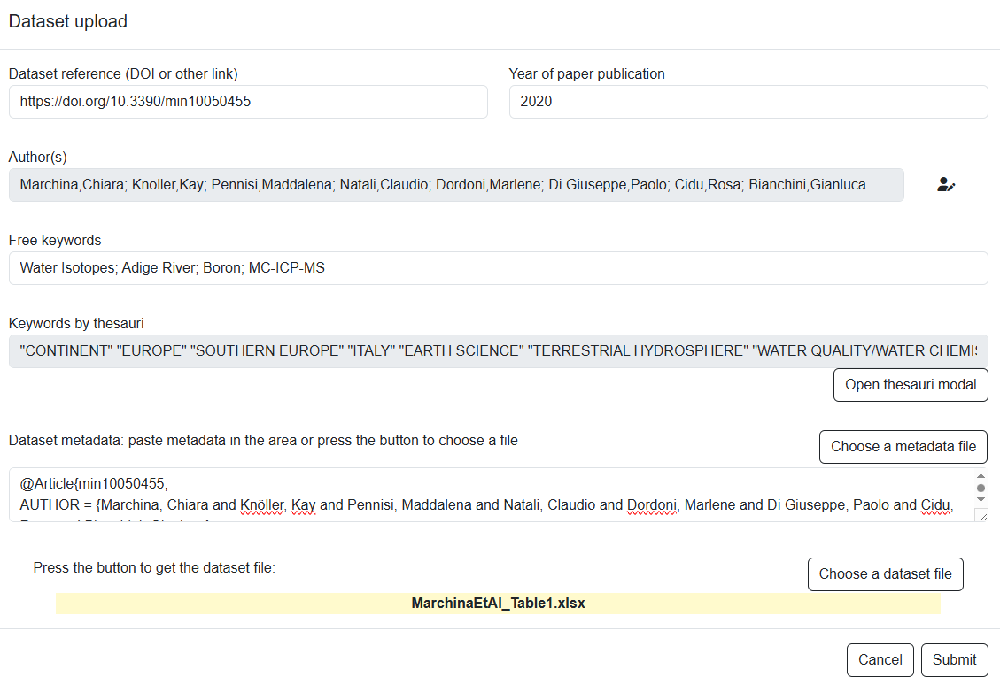 Dataset upload
Dataset reference (DOI or other link)
Year of paper publication
https://doi.org/10.3390/min10050455
2020
Author(s)
Marchina,Chiara; Knoller,Kay; Pennisi,Maddalena; Natali,Claudio; Dordoni,Marlene; Di Giuseppe,Paolo; Cidu,Rosa; Bianchini,Gianluca
Free keywords
Water Isotopes; Adige River; Boron; MC-ICP-MS
Keywords by thesauri
"CONTINENT" "EUROPE" "SOUTHERN EUROPE" "ITALY" "EARTH SCIENCE" "TERRESTRIAL HYDROSPHERE" "WATER QUALITY/WATER CHEMIS
Open thesauri modal
Dataset metadata: paste metadata in the area or press the button to choose a file
Choose a metadata file
@Article{min10050455,
AUTHOR = {Marchina, Chiara and Knöller, Kay and Pennisi, Maddalena and Natali, Claudio and Dordoni, Marlene and Di Giuseppe, Paolo and Cidu,
Press the button to get the dataset file:
Choose a dataset file
MarchinaEtAl_Table1.xlsx
Cancel
Submit